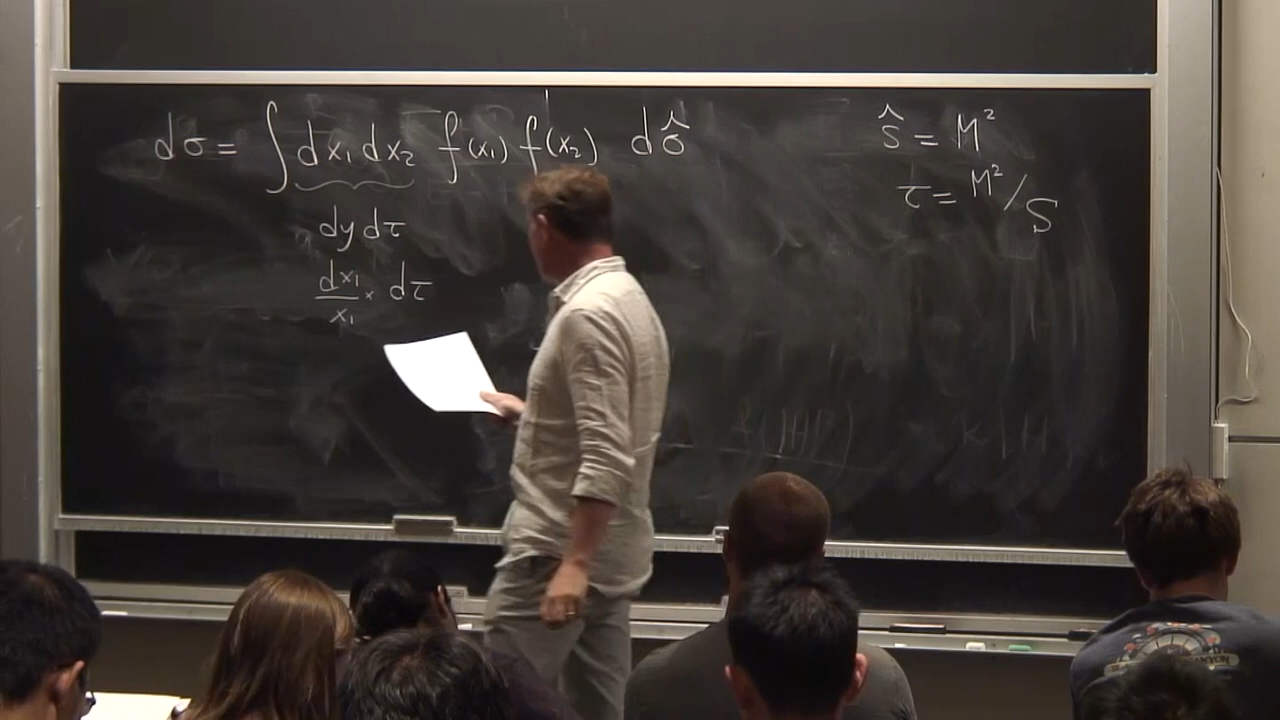 dσ = ∫ dx₁ dx₂ f(x₁) f(x₂) dσ̂
dy dτ
dx₁/x₁ × dτ
ŝ = M²
τ = M²/S